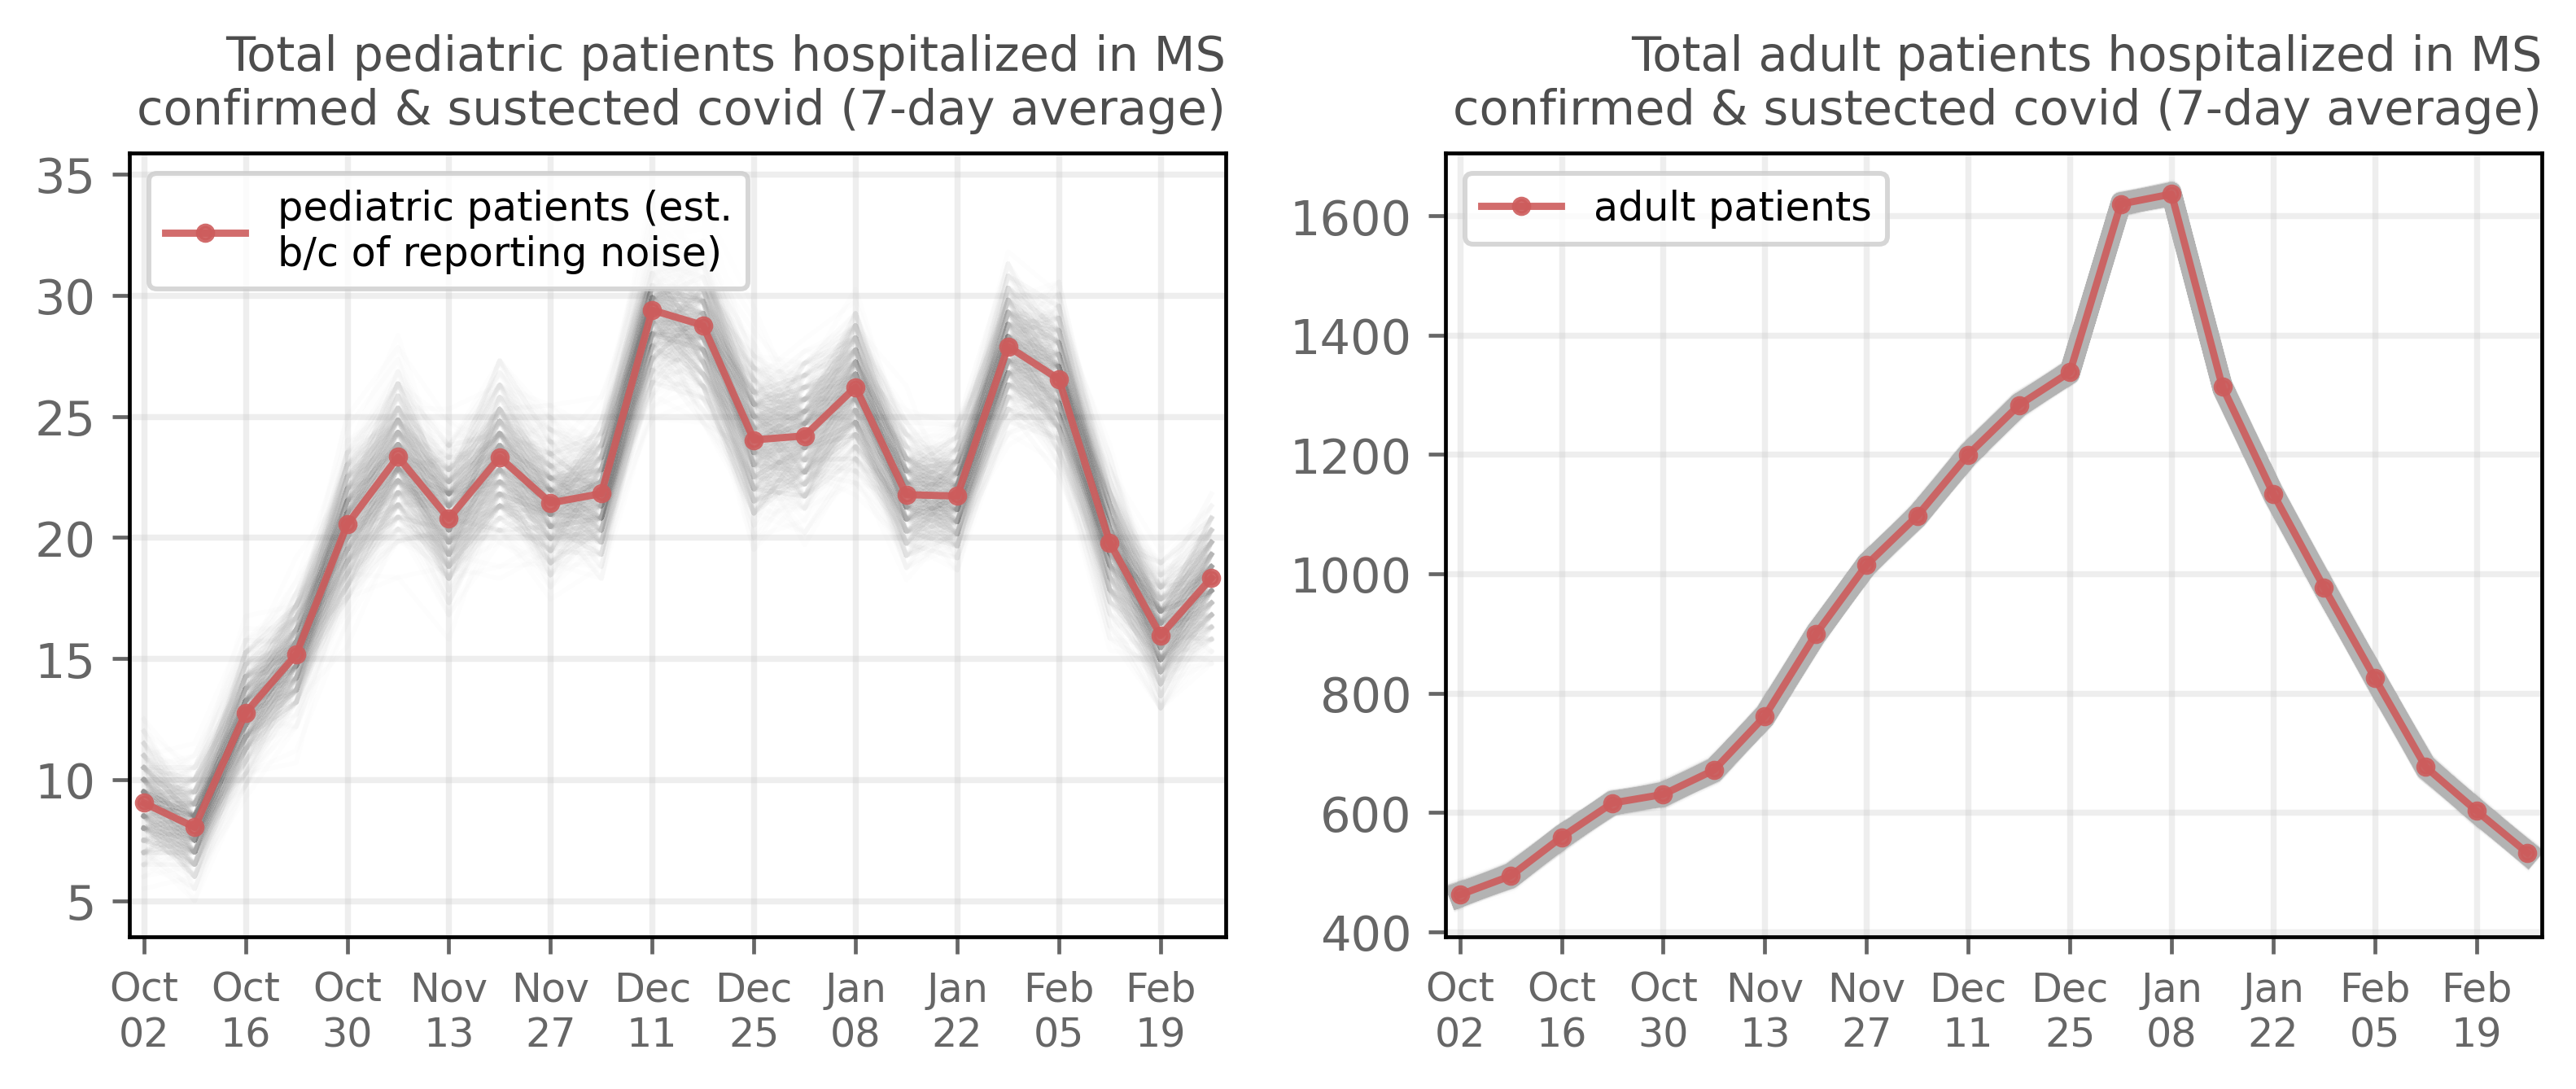 Total pediatric patients hospitalized in MS
confirmed & sustected covid (7-day average)
35
30
25
20
15
10
5
pediatric patients (est.
b/c of reporting noise)
Oct Oct Oct Nov Nov Dec Dec Jan Jan Feb Feb
02 16 30 13 27 11 25 08 22 05 19
Total adult patients hospitalized in MS
confirmed & sustected covid (7-day average)
1600
1400
1200
1000
800
600
400
adult patients
Oct Oct Oct Nov Nov Dec Dec Jan Jan Feb Feb
02 16 30 13 27 11 25 08 22 05 19